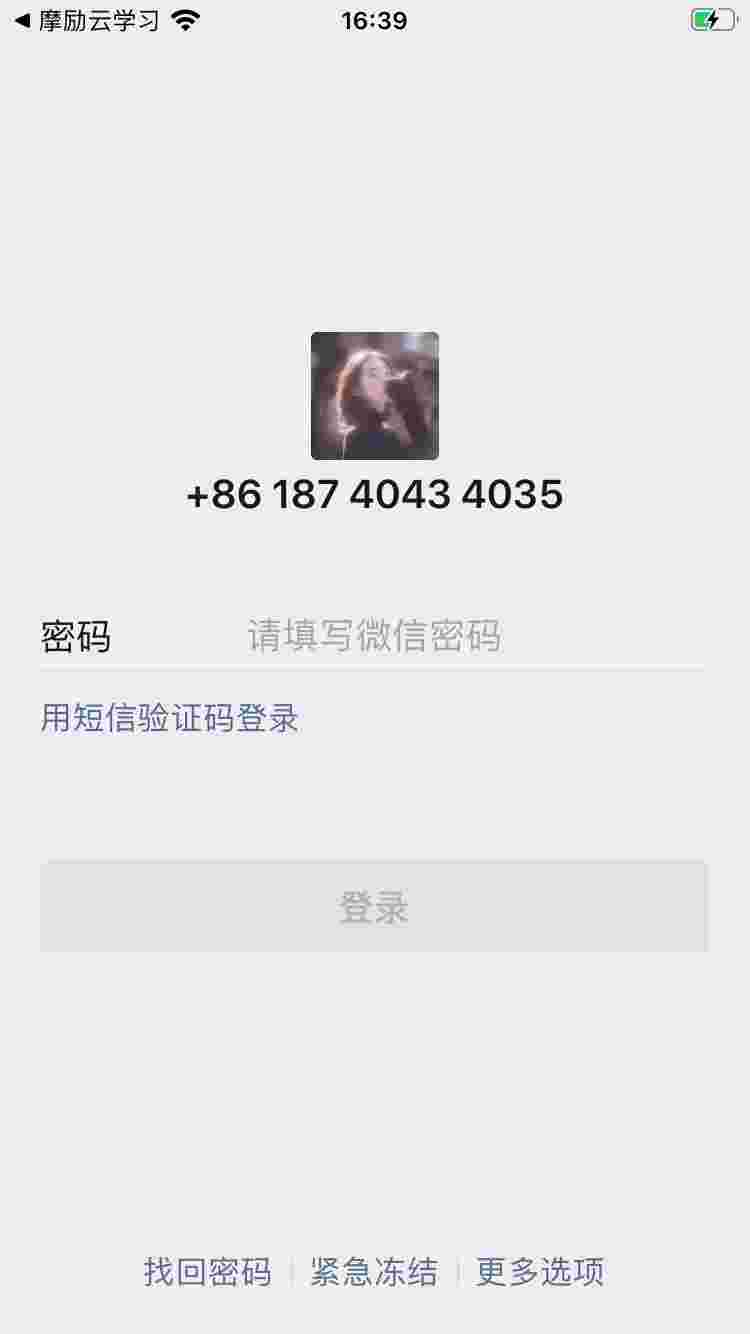 ◀ 摩励云学习 16:39
+86 187 4043 4035
密码 请填写微信密码
用短信验证码登录
登录
找回密码 紧急冻结 更多选项